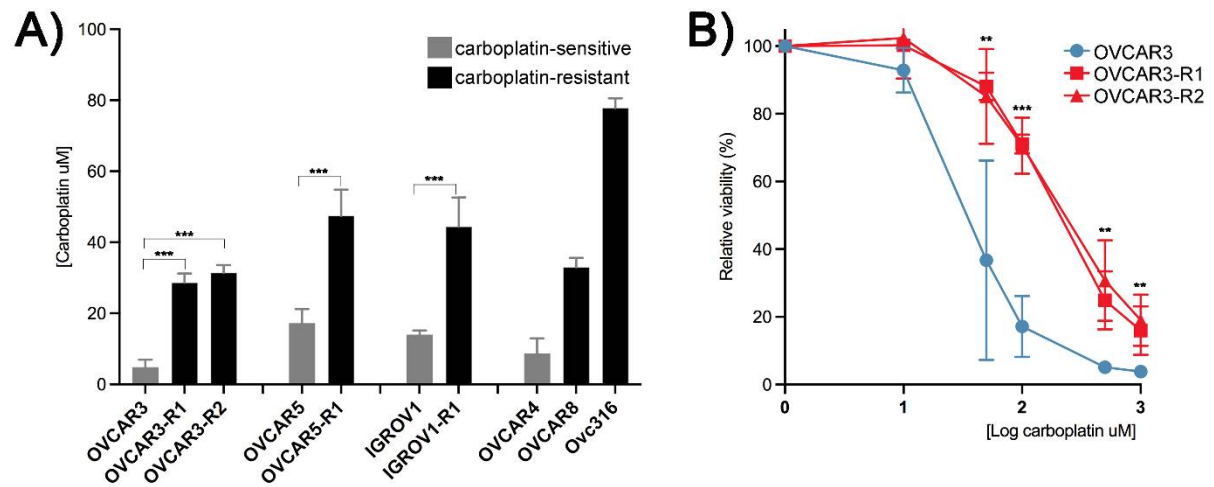 A)
100
80
60
40
20
0
[Carboplatin uM]
carboplatin-sensitive
carboplatin-resistant
***
***
***
***
OVCAR3
OVCAR3-R1
OVCAR3-R2
OVCAR5
OVCAR5-R1
IGROV1
IGROV1-R1
OVCAR4
OVCAR8
Ovc316
B)
100
80
60
40
20
0
Relative viability (%)
**
***
**
**
OVCAR3
OVCAR3-R1
OVCAR3-R2
0 1 2 3
[Log carboplatin uM]